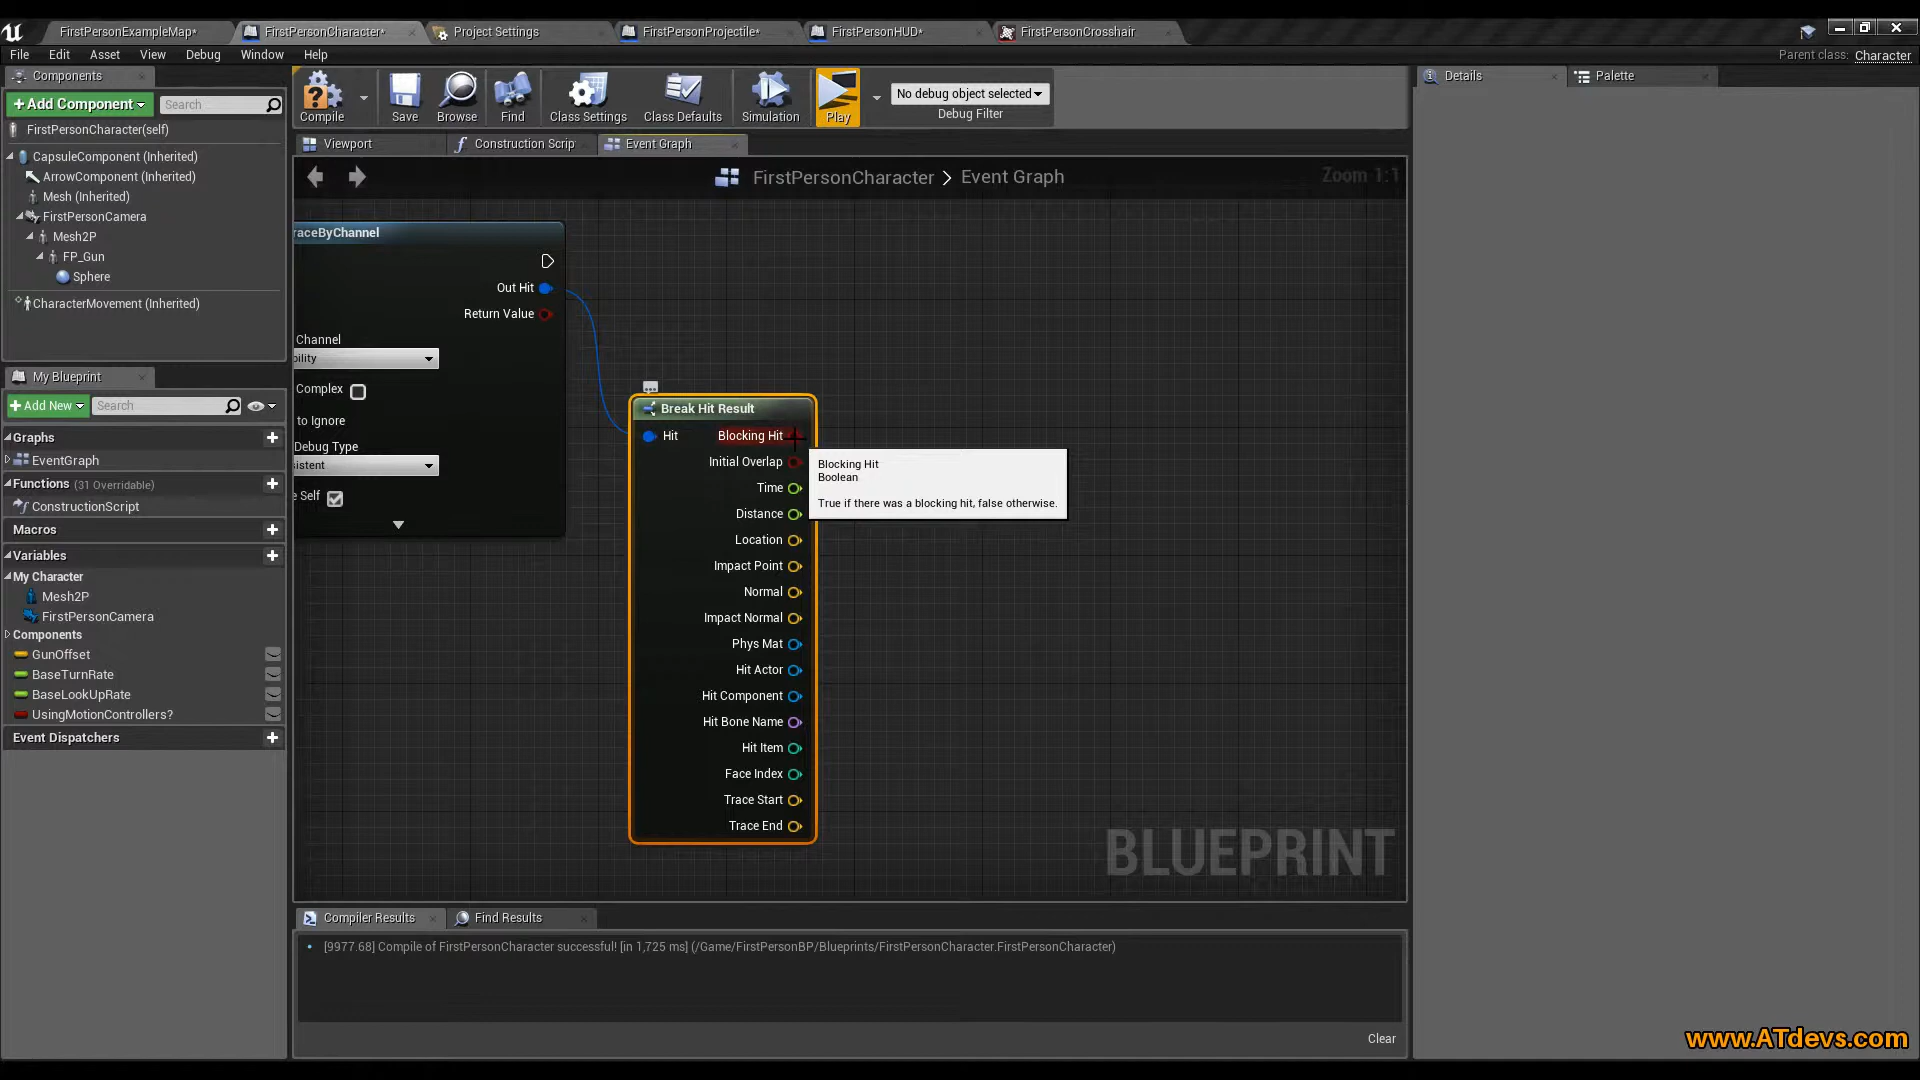 FirstPersonExampleMap*
FirstPersonCharacter*
Project Settings
FirstPersonProjectile*
FirstPersonHUD*
FirstPersonCrosshair
File Edit Asset View Debug Window Help
Parent class: Character
Components
+Add Component
Search
FirstPersonCharacter(self)
CapsuleComponent (Inherited)
ArrowComponent (Inherited)
Mesh (Inherited)
FirstPersonCamera
Mesh2P
FP_Gun
Sphere
CharacterMovement (Inherited)
My Blueprint
+Add New
Search
Graphs
EventGraph
Functions (31 Overridable)
ConstructionScript
Macros
Variables
My Character
Mesh2P
FirstPersonCamera
Components
GunOffset
BaseTurnRate
BaseLookUpRate
UsingMotionControllers?
Event Dispatchers
Compile
Save
Browse
Find
Class Settings
Class Defaults
Simulation
Play
No debug object selected
Debug Filter
Viewport
Construction Scrip
Event Graph
FirstPersonCharacter > Event Graph
Zoom 1:1
raceByChannel
Out Hit
Return Value
Channel
bility
Complex
to Ignore
Debug Type
sistent
e Self
Break Hit Result
Hit
Blocking Hit
Initial Overlap
Time
Distance
Location
Impact Point
Normal
Impact Normal
Phys Mat
Hit Actor
Hit Component
Hit Bone Name
Hit Item
Face Index
Trace Start
Trace End
Blocking Hit
Boolean
True if there was a blocking hit, false otherwise.
BLUEPRINT
Compiler Results
Find Results
[9977.68] Compile of FirstPersonCharacter successful! [in 1,725 ms] (/Game/FirstPersonBP/Blueprints/FirstPersonCharacter.FirstPersonCharacter)
Clear
Details
Palette
www.ATdevs.com